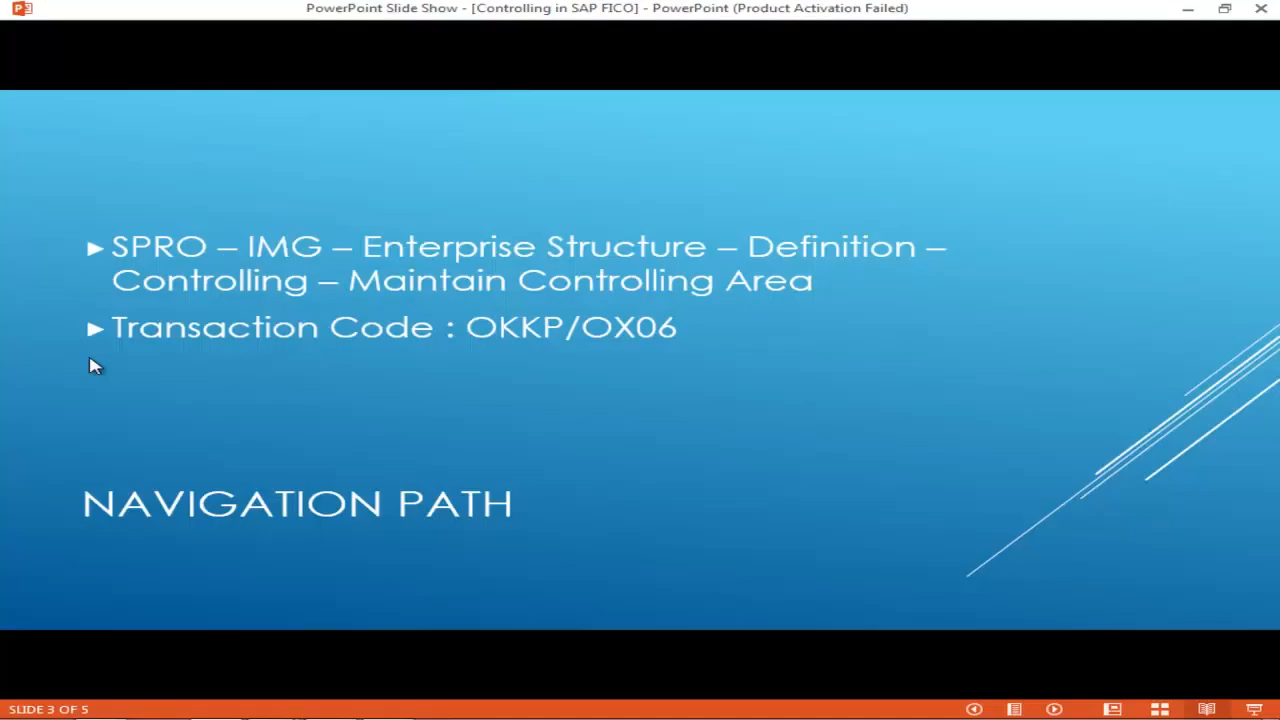 PowerPoint Slide Show - [Controlling in SAP FICO] - PowerPoint (Product Activation Failed)
► SPRO – IMG – Enterprise Structure – Definition –
Controlling – Maintain Controlling Area
► Transaction Code : OKKP/OX06
NAVIGATION PATH
SLIDE 3 OF 5